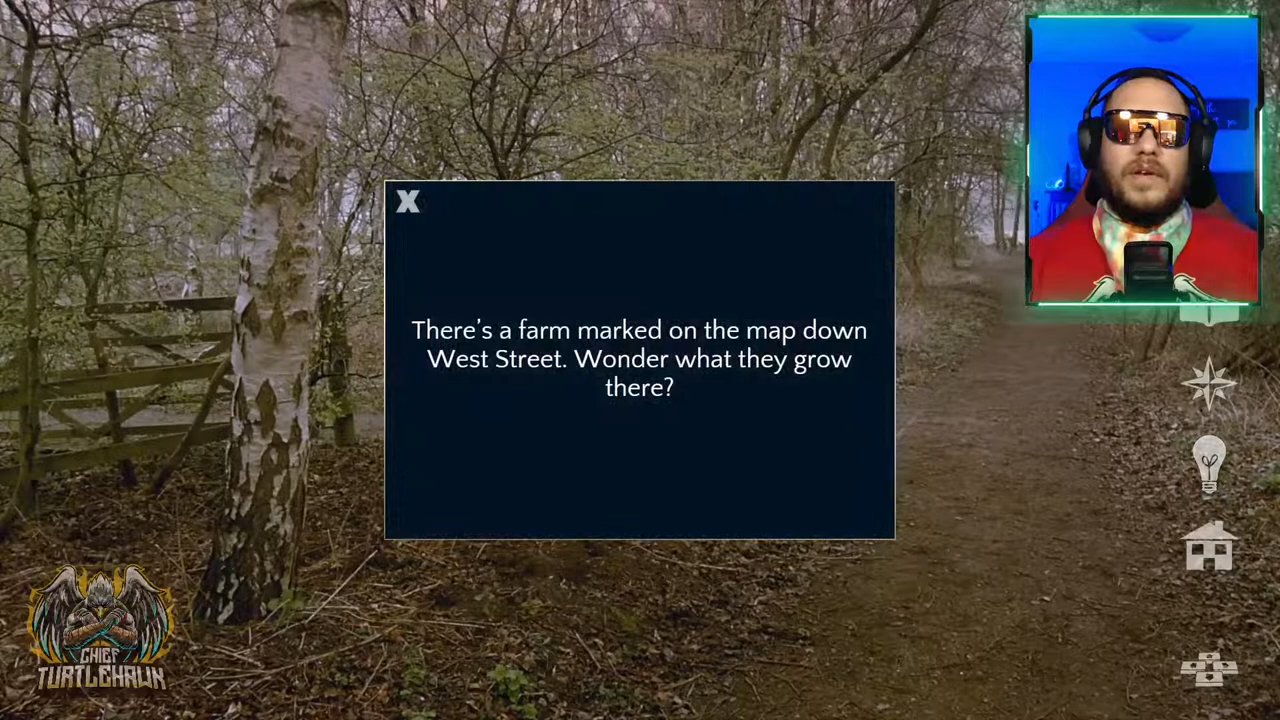 There's a farm marked on the map down
West Street. Wonder what they grow
there?
CHIEF
TURTLEHAWK